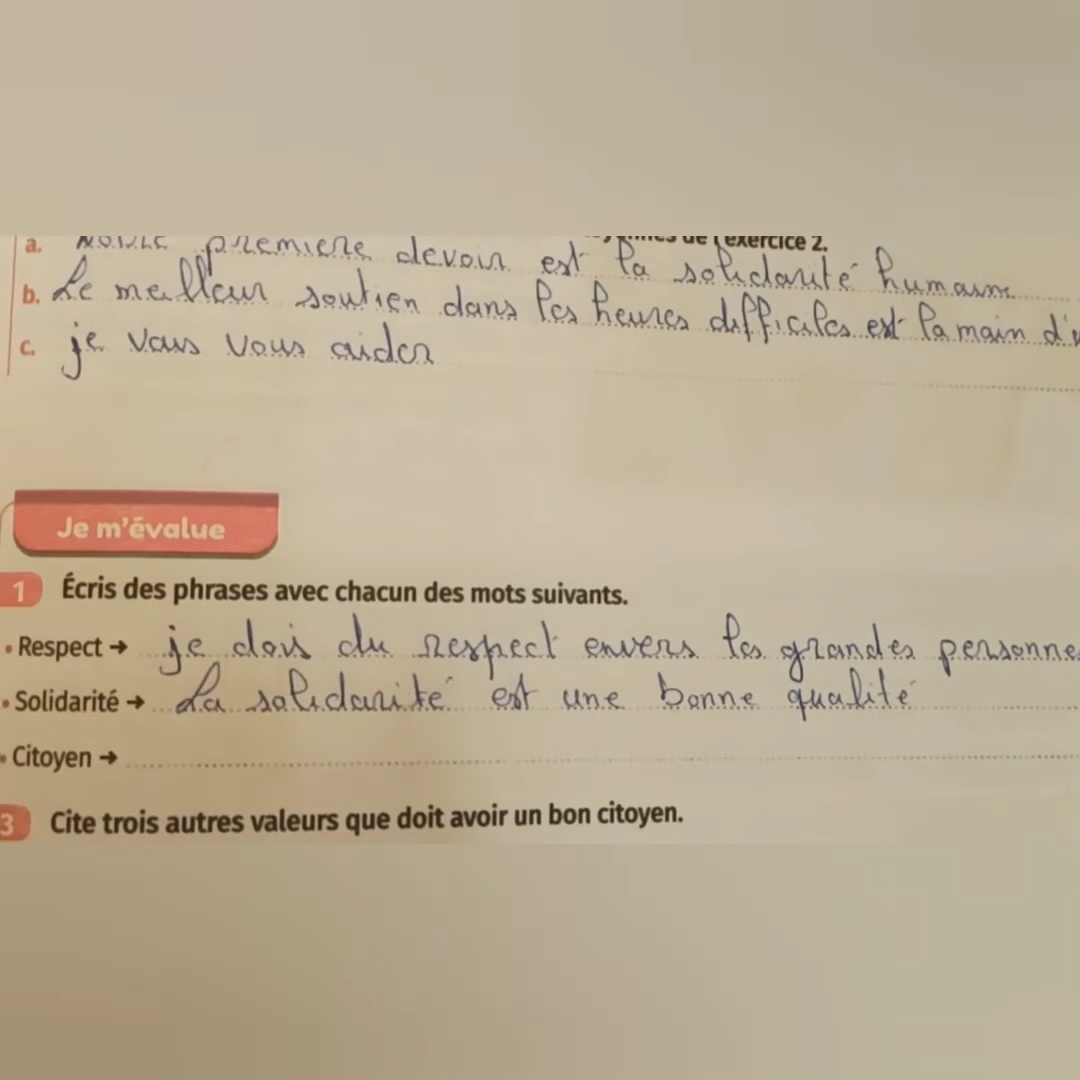 de l'exercice 2.
a. premiere devoir est la solidarité humaine
b. Le meilleur soutien dans les heures difficiles est la main
c. je vais vous aider
Je m'évalue
1 Écris des phrases avec chacun des mots suivants.
• Respect → je dois du respect envers les grandes personnes
• Solidarité → La solidarité est une bonne qualité
• Citoyen →
3 Cite trois autres valeurs que doit avoir un bon citoyen.